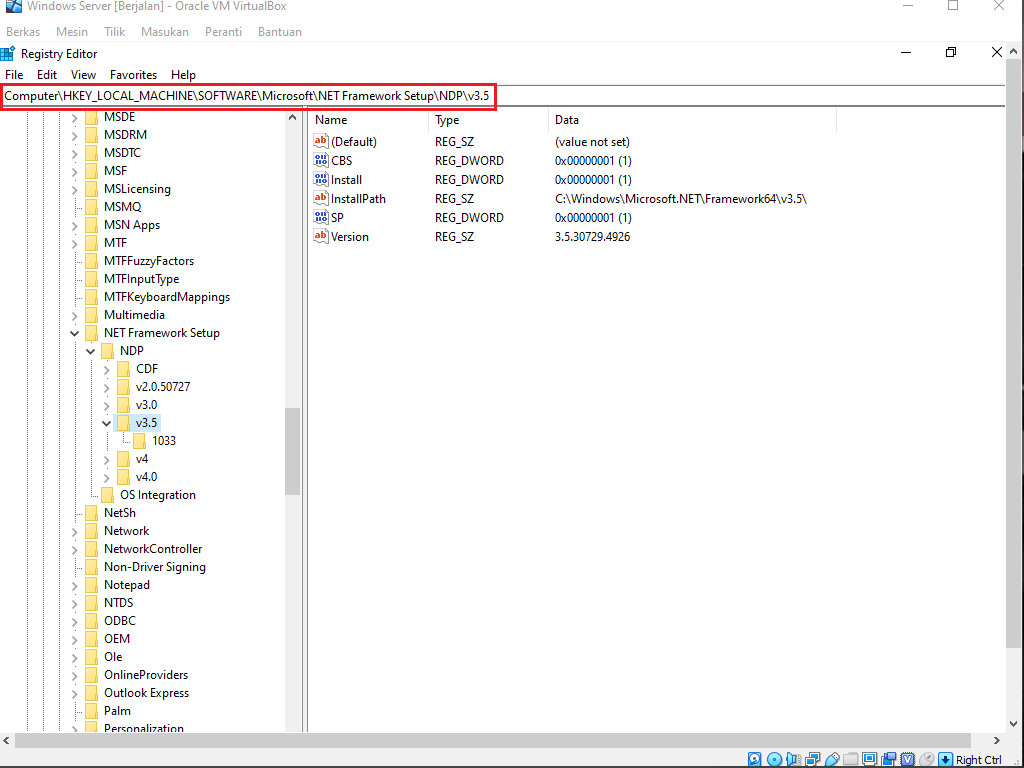 Windows Server [Berjalan] - Oracle VM VirtualBox
Berkas Mesin Tilik Masukan Peranti Bantuan
Registry Editor
File Edit View Favorites Help
Computer\HKEY_LOCAL_MACHINE\SOFTWARE\Microsoft\NET Framework Setup\NDP\v3.5
MSDE
MSDRM
MSDTC
MSF
MSLicensing
MSMQ
MSN Apps
MTF
MTFFuzzyFactors
MTFInputType
MTFKeyboardMappings
Multimedia
NET Framework Setup
NDP
CDF
v2.0.50727
v3.0
v3.5
1033
v4
v4.0
OS Integration
NetSh
Network
NetworkController
Non-Driver Signing
Notepad
NTDS
ODBC
OEM
Ole
OnlineProviders
Outlook Express
Palm
Personalization
Name Type Data
(Default) REG_SZ (value not set)
CBS REG_DWORD 0x00000001 (1)
Install REG_DWORD 0x00000001 (1)
InstallPath REG_SZ C:\Windows\Microsoft.NET\Framework64\v3.5\
SP REG_DWORD 0x00000001 (1)
Version REG_SZ 3.5.30729.4926
Right Ctrl